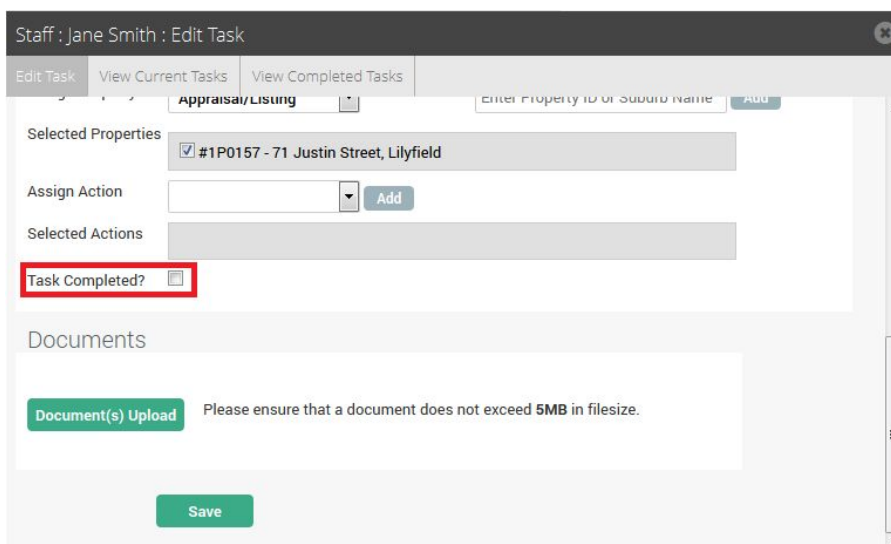 Staff : Jane Smith : Edit Task
Edit Task View Current Tasks View Completed Tasks
Appraisal/Listing Enter Property ID or Suburb Name Add
Selected Properties
#1P0157 - 71 Justin Street, Lilyfield
Assign Action Add
Selected Actions
Task Completed?
Documents
Document(s) Upload Please ensure that a document does not exceed 5MB in filesize.
Save